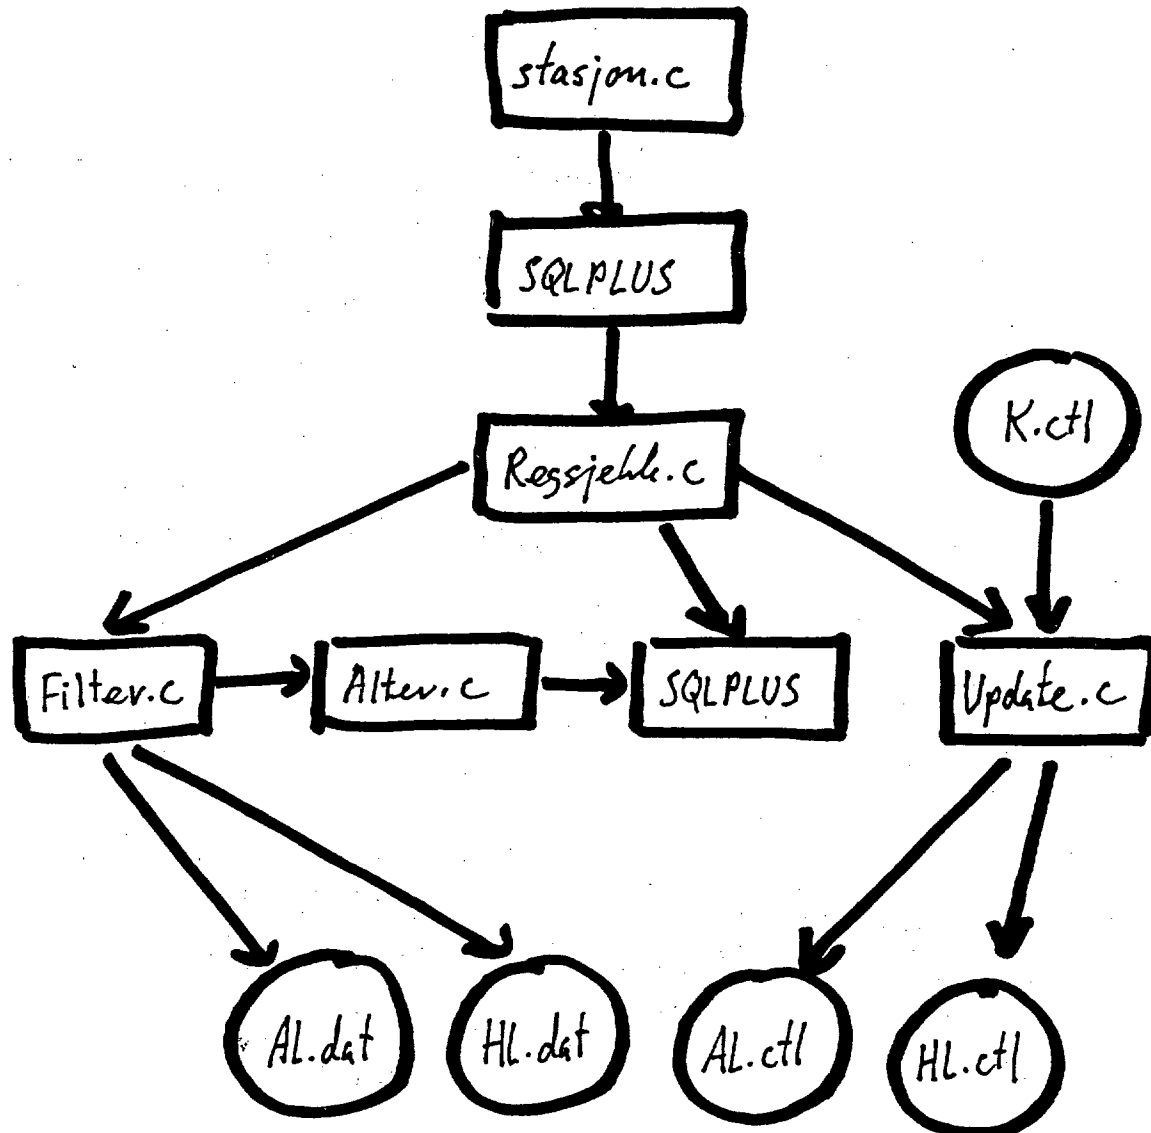 stasjon.c
SQLPLUS
K.ctl
Regsjekk.c
Filter.c
Alter.c
SQLPLUS
Update.c
AL.dat
HL.dat
AL.ctl
HL.ctl